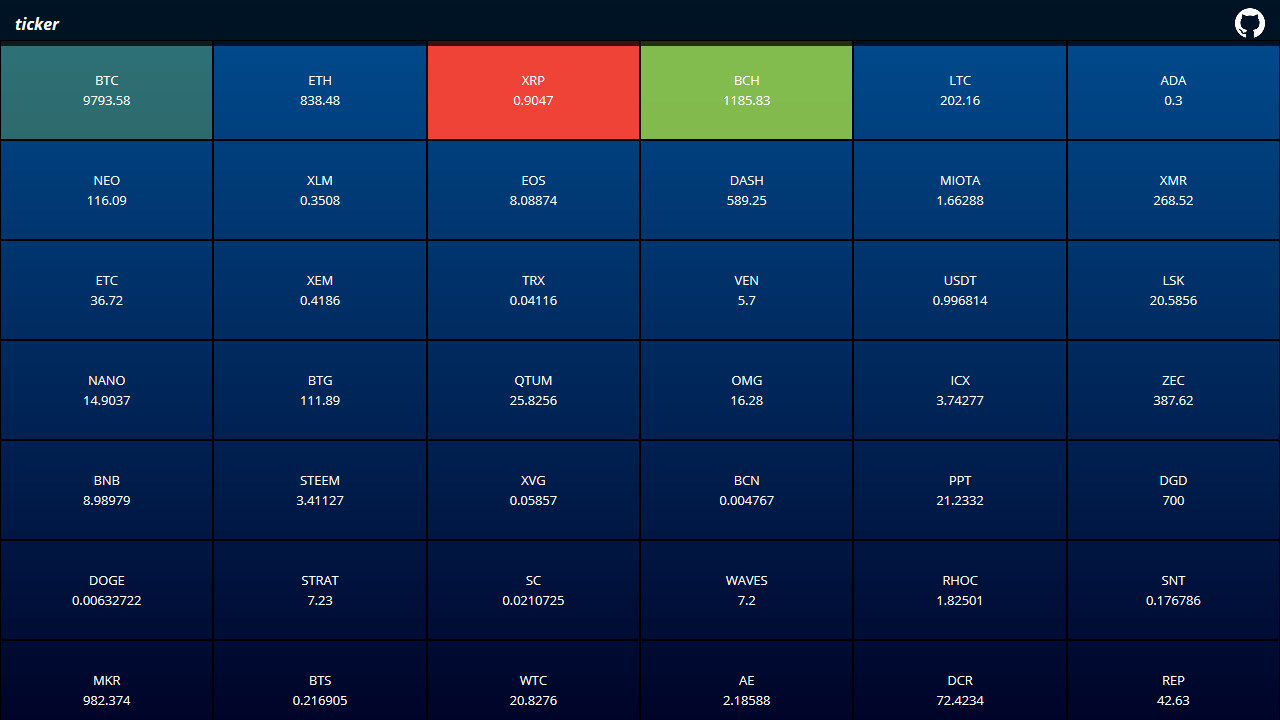 ticker
BTC
9793.58
ETH
838.48
XRP
0.9047
BCH
1185.83
LTC
202.16
ADA
0.3
NEO
116.09
XLM
0.3508
EOS
8.08874
DASH
589.25
MIOTA
1.66288
XMR
268.52
ETC
36.72
XEM
0.4186
TRX
0.04116
VEN
5.7
USDT
0.996814
LSK
20.5856
NANO
14.9037
BTG
111.89
QTUM
25.8256
OMG
16.28
ICX
3.74277
ZEC
387.62
BNB
8.98979
STEEM
3.41127
XVG
0.05857
BCN
0.004767
PPT
21.2332
DGD
700
DOGE
0.00632722
STRAT
7.23
SC
0.0210725
WAVES
7.2
RHOC
1.82501
SNT
0.176786
MKR
982.374
BTS
0.216905
WTC
20.8276
AE
2.18588
DCR
72.4234
REP
42.63